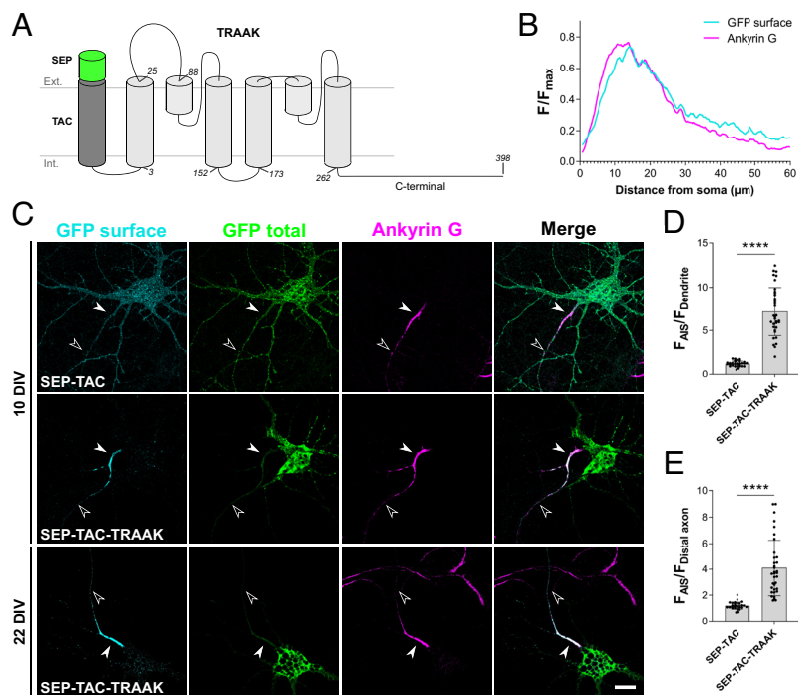 A
TRAAK
SEP
25
88
Ext.
TAC
Int.
3
152
173
262
398
C-terminal
B
GFP surface
Ankyrin G
F/Fmax
0.8
0.6
0.4
0.2
0.0
0 10 20 30 40 50 60
Distance from soma (µm)
C
GFP surface GFP total Ankyrin G Merge
10 DIV
SEP-TAC
SEP-TAC-TRAAK
22 DIV
SEP-TAC-TRAAK
D
****
FAIS/FDendrite
15
10
5
0
SEP-TAC
SEP-TAC-TRAAK
E
****
FAIS/FDistal axon
10
8
6
4
2
0
SEP-TAC
SEP-TAC-TRAAK